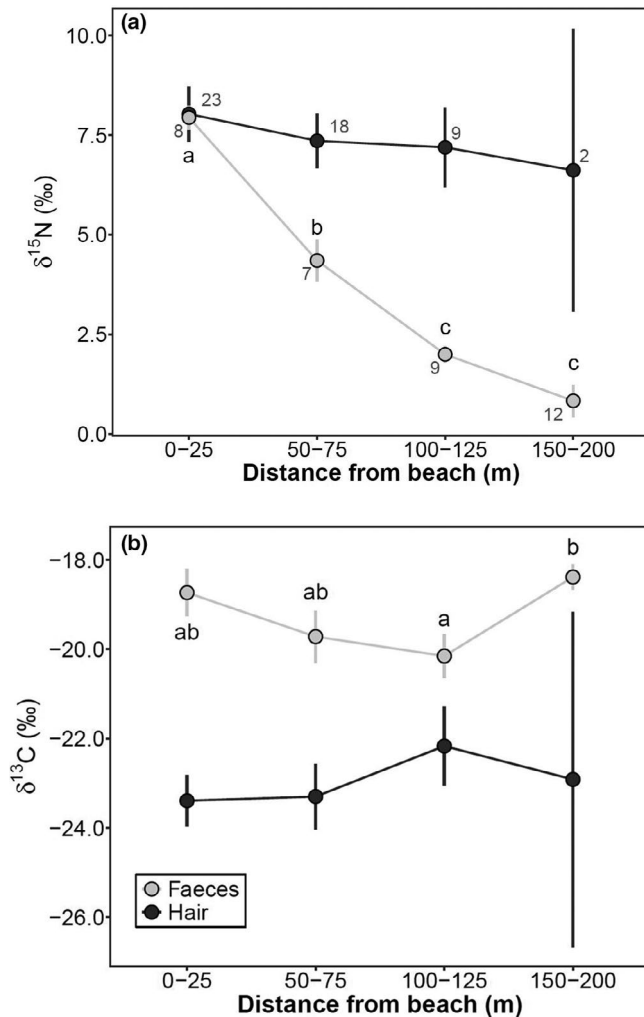 (a)
10.0
7.5
5.0
2.5
0.0
δ15N (‰)
23
8
a
18
b
7
9
c
9
2
c
12
0−25 50−75 100−125 150−200
Distance from beach (m)
(b)
−18.0
−20.0
−22.0
−24.0
−26.0
δ13C (‰)
ab
ab
a
b
Faeces
Hair
0−25 50−75 100−125 150−200
Distance from beach (m)